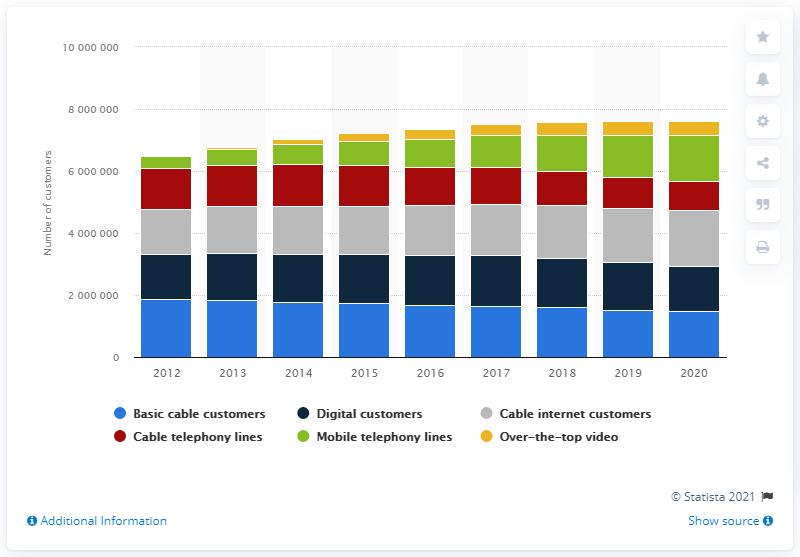 10 000 000
8 000 000
6 000 000
4 000 000
2 000 000
0
Number of customers
2012 2013 2014 2015 2016 2017 2018 2019 2020
Basic cable customers Digital customers Cable internet customers
Cable telephony lines Mobile telephony lines Over-the-top video
© Statista 2021
Additional Information Show source